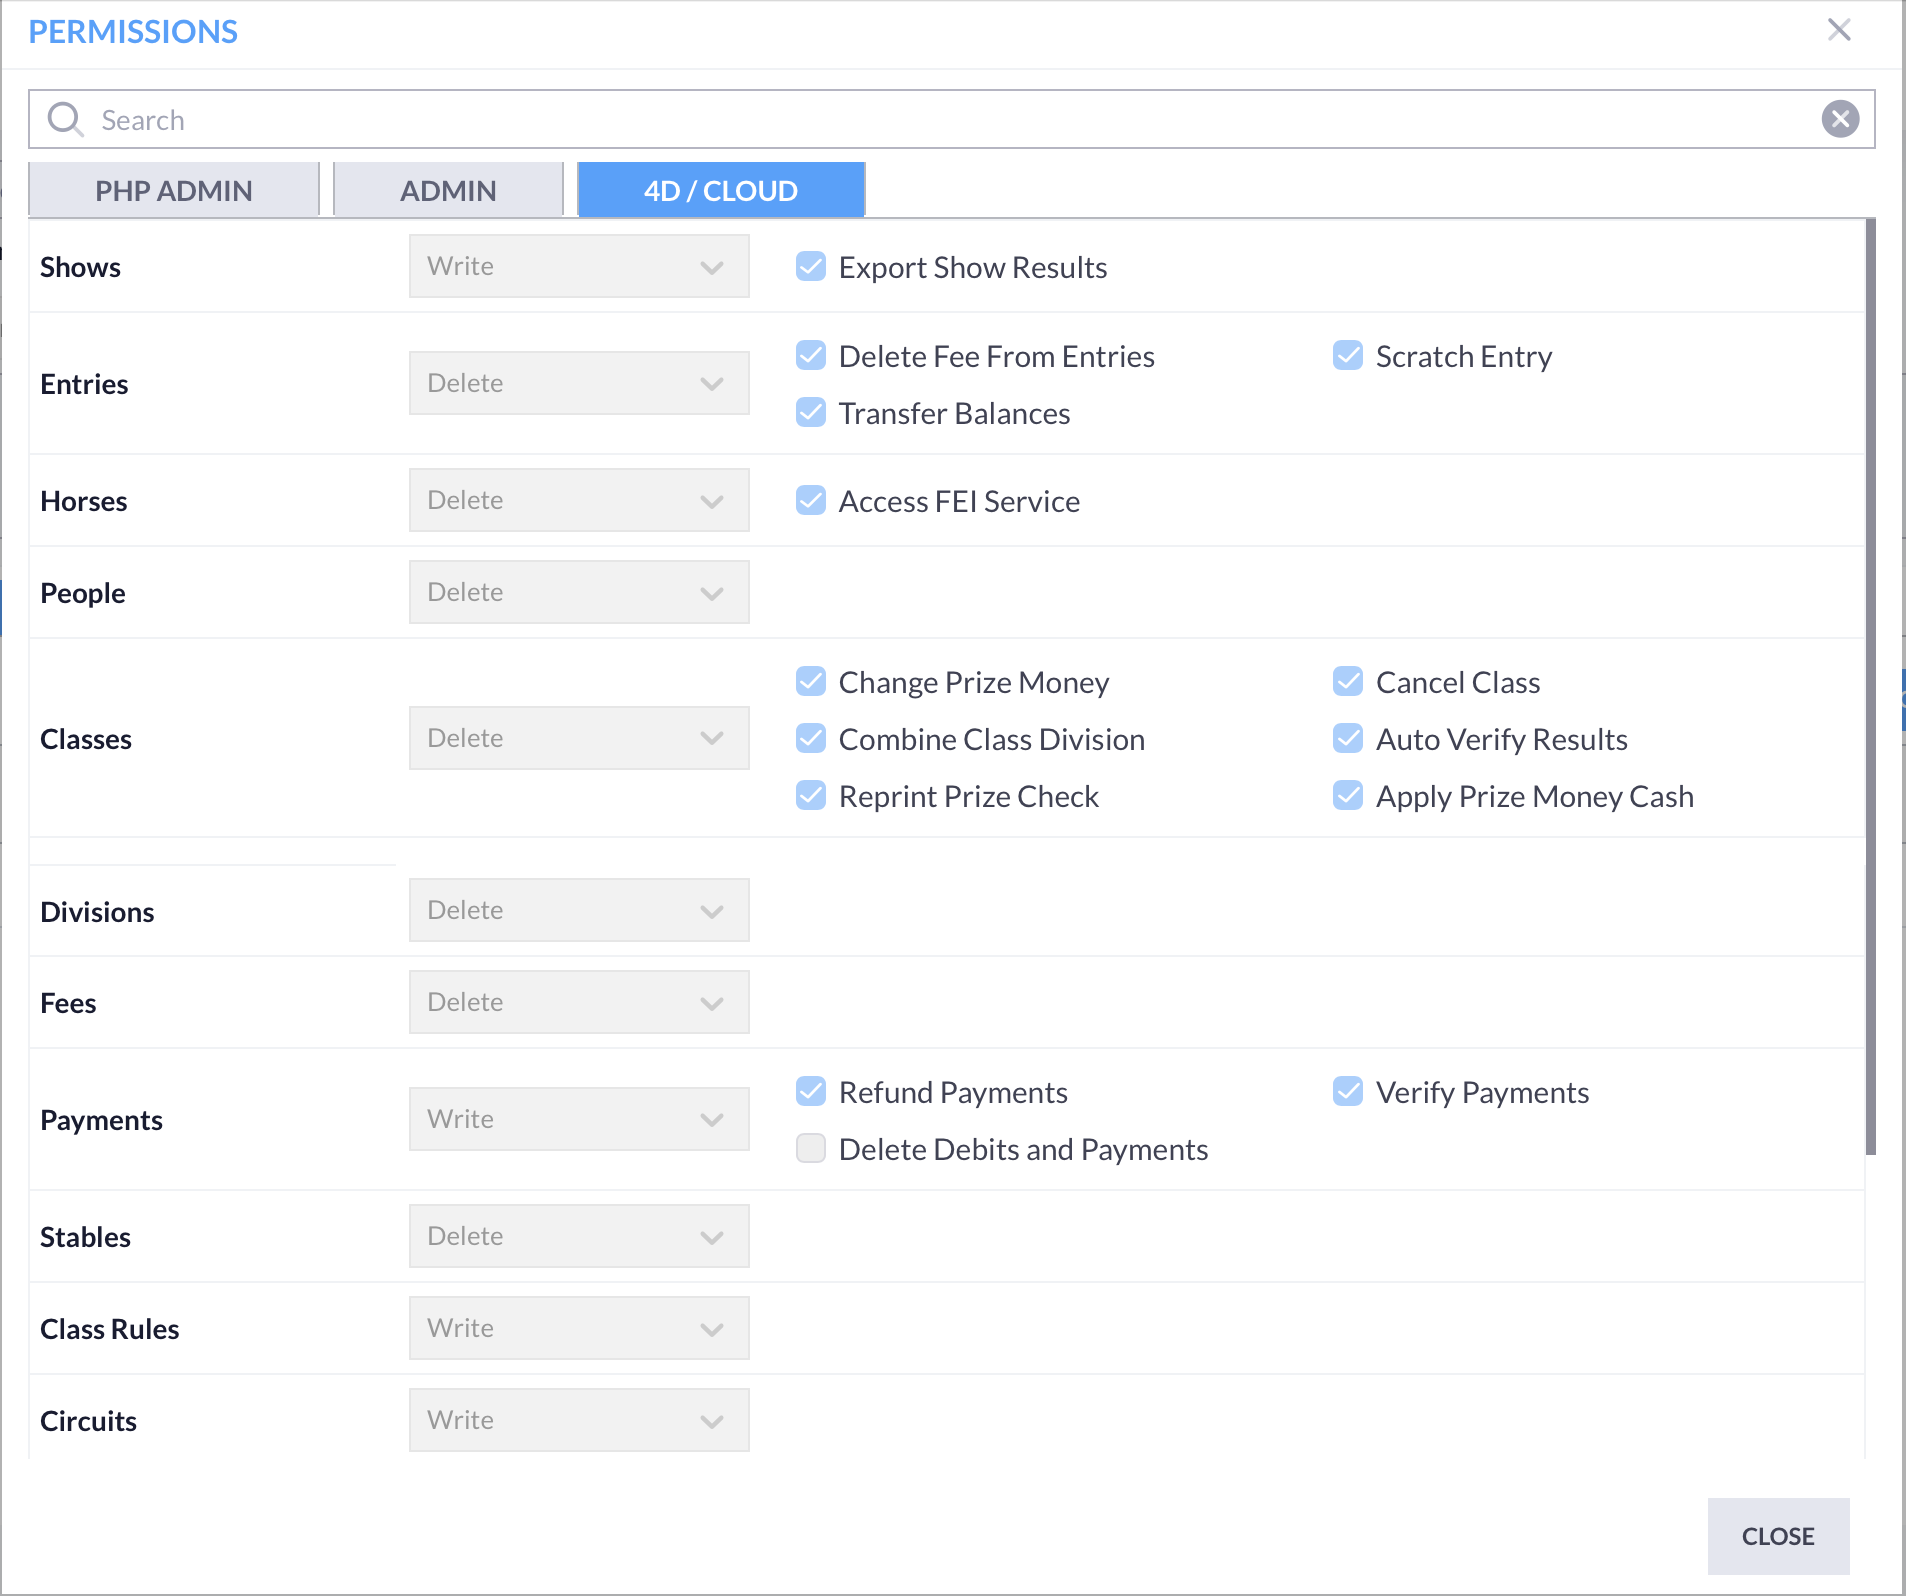 PERMISSIONS
Search
PHP ADMIN ADMIN 4D / CLOUD
Shows Write Export Show Results
Delete Fee From Entries Scratch Entry
Entries Delete
Transfer Balances
Horses Delete Access FEI Service
People Delete
Change Prize Money Cancel Class
Classes Delete Combine Class Division Auto Verify Results
Reprint Prize Check Apply Prize Money Cash
Divisions Delete
Fees Delete
Refund Payments Verify Payments
Payments Write
Delete Debits and Payments
Stables Delete
Class Rules Write
Circuits Write
CLOSE